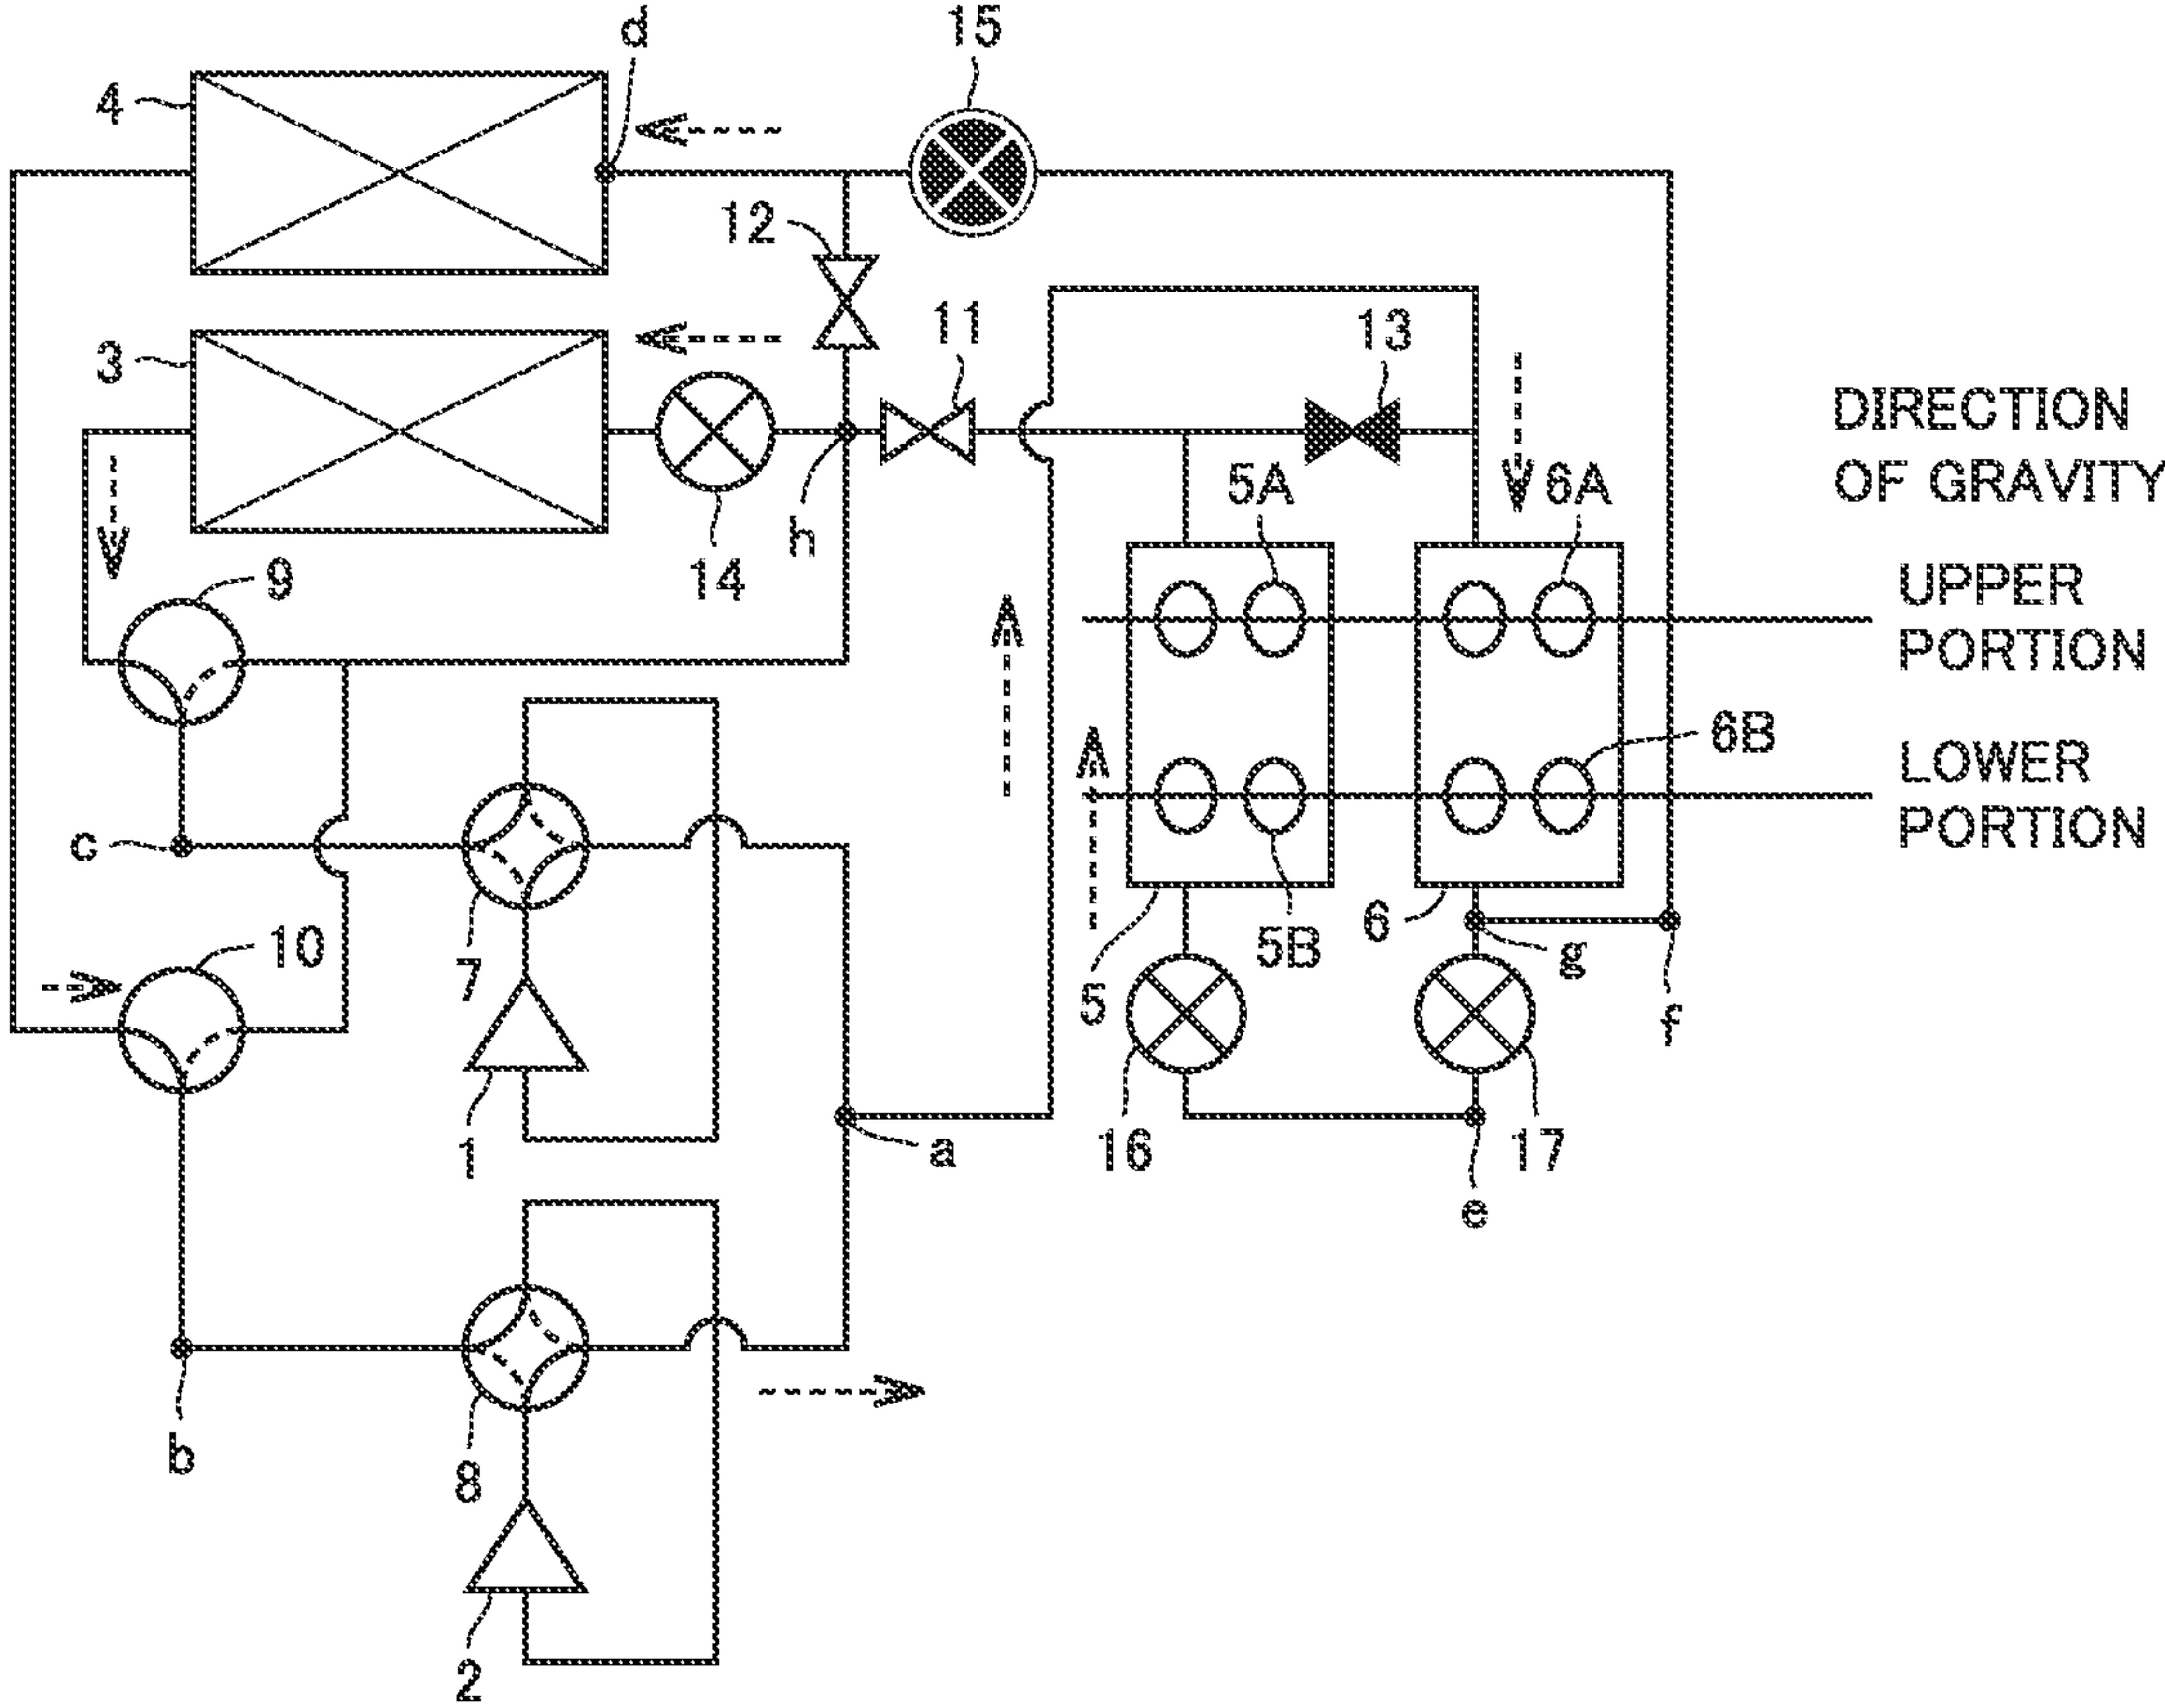 d
15
4
12
11
13
3
DIRECTION
OF GRAVITY
5A
6A
h
14
9
UPPER
PORTION
6B
LOWER
PORTION
c
10
7
5
5B
6
g
f
1
a
16
17
e
b
8
2